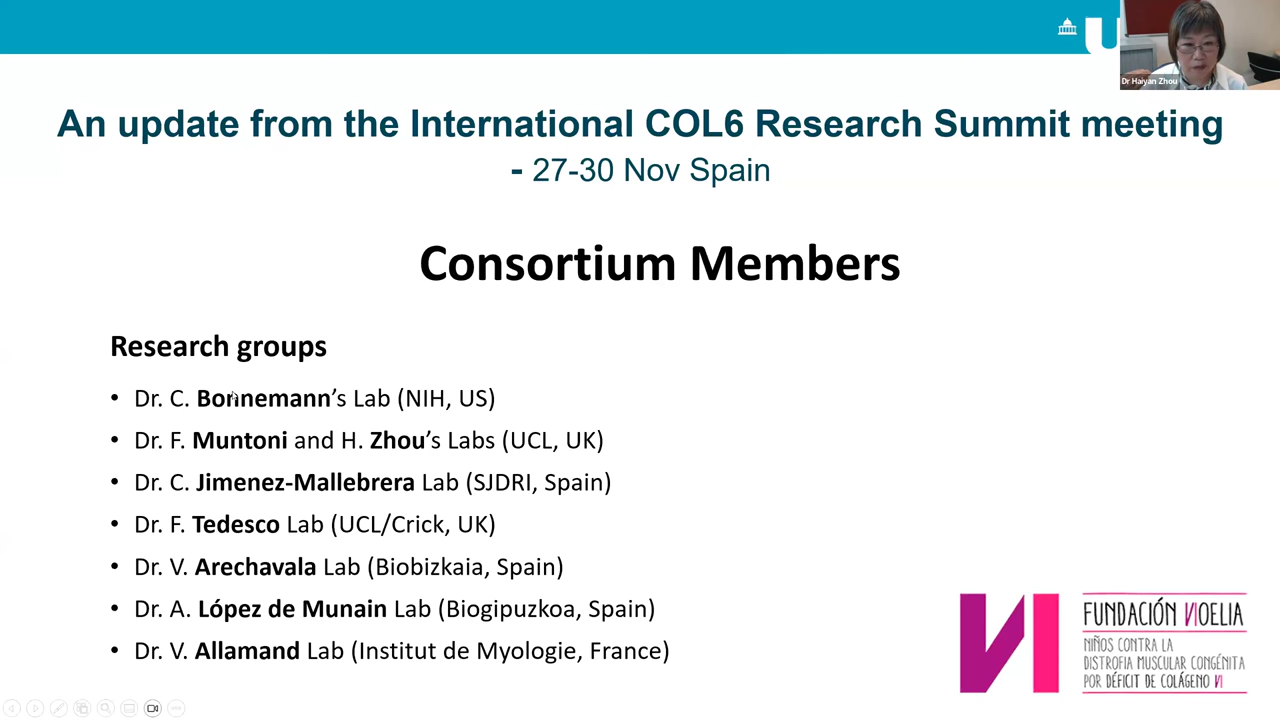 Dr Haiyan Zhou
An update from the International COL6 Research Summit meeting
- 27-30 Nov Spain
Consortium Members
Research groups
• Dr. C. Bonnemann's Lab (NIH, US)
• Dr. F. Muntoni and H. Zhou's Labs (UCL, UK)
• Dr. C. Jimenez-Mallebrera Lab (SJDRI, Spain)
• Dr. F. Tedesco Lab (UCL/Crick, UK)
• Dr. V. Arechavala Lab (Biobizkaia, Spain)
• Dr. A. López de Munain Lab (Biogipuzkoa, Spain)
• Dr. V. Allamand Lab (Institut de Myologie, France)
FUNDACIÓN NOELIA
NIÑOS CONTRA LA
DISTROFIA MUSCULAR CONGÉNITA
POR DÉFICIT DE COLÁGENO VI